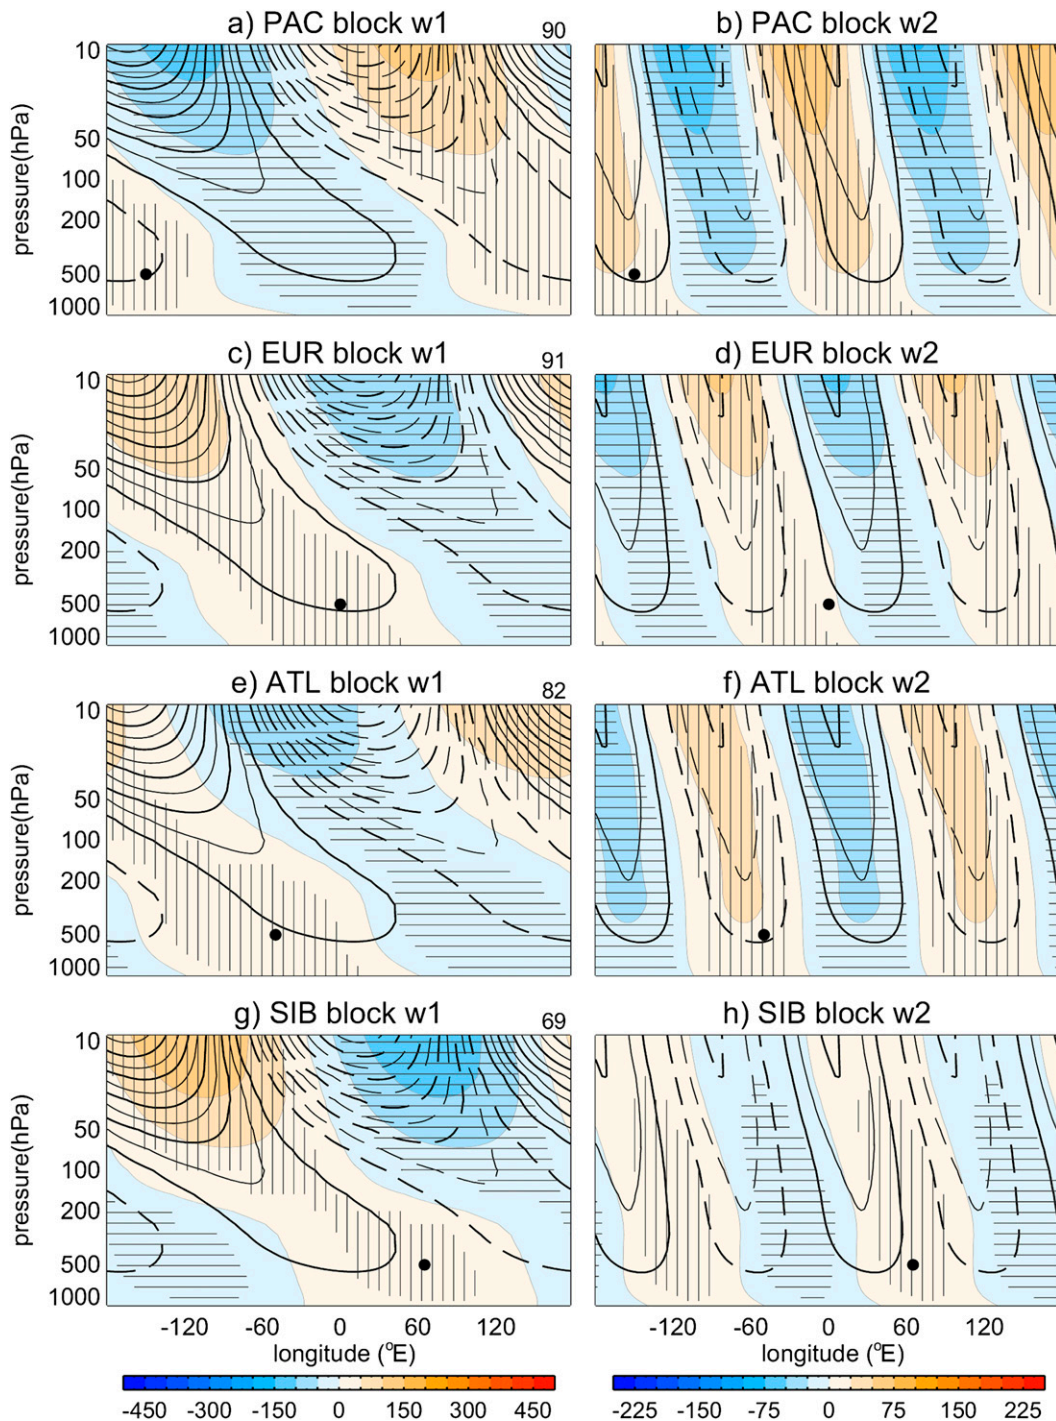 a) PAC block w1 90
b) PAC block w2
pressure(hPa)
10
50
100
200
500
1000
c) EUR block w1 91
d) EUR block w2
pressure(hPa)
10
50
100
200
500
1000
e) ATL block w1 82
f) ATL block w2
pressure(hPa)
10
50
100
200
500
1000
g) SIB block w1 69
h) SIB block w2
pressure(hPa)
10
50
100
200
500
1000
-120 -60 0 60 120
longitude (°E)
-120 -60 0 60 120
longitude (°E)
-450 -300 -150 0 150 300 450
-225 -150 -75 0 75 150 225